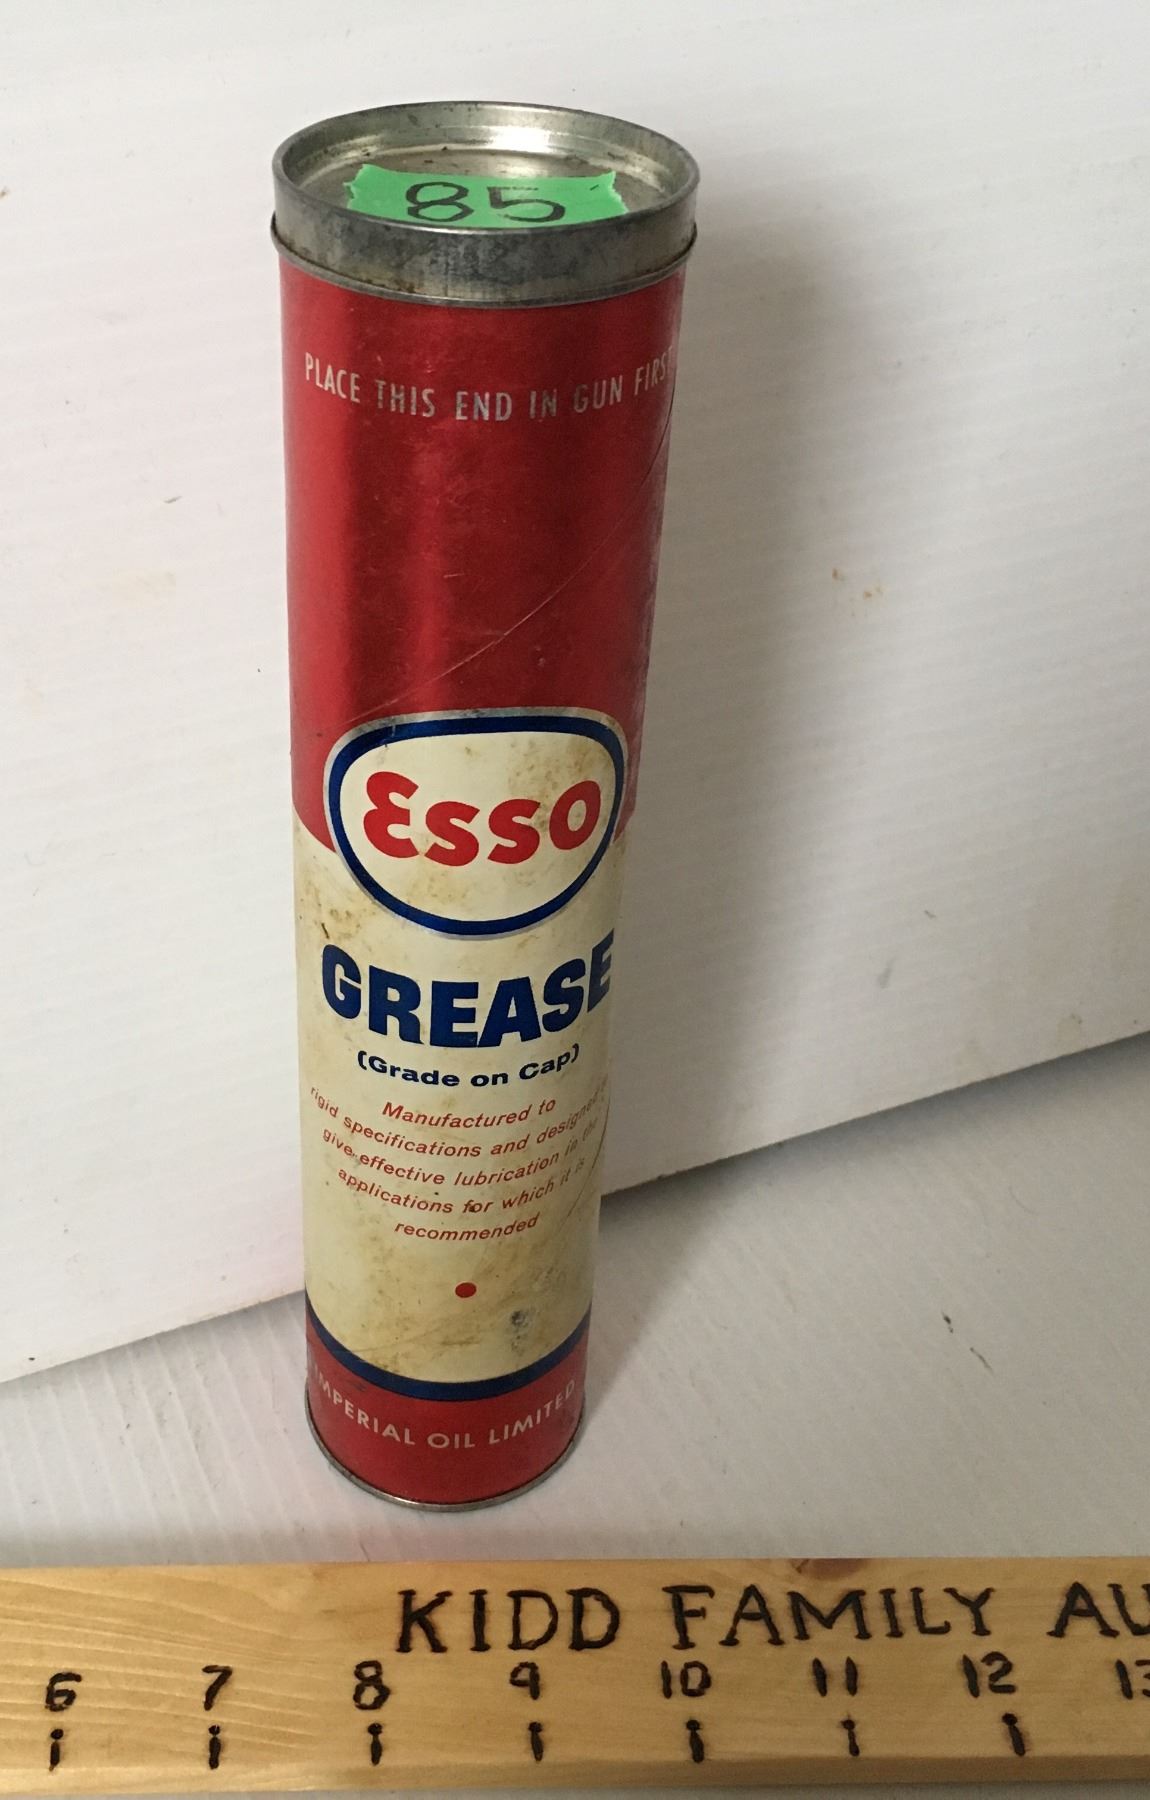 85
PLACE THIS END IN GUN FIRST
Esso
GREASE
(Grade on Cap)
Manufactured to
rigid specifications and designed
give effective lubrication in the
applications for which it is
recommended
IMPERIAL OIL LIMITED
KIDD FAMILY AU
6 7 8 9 10 11 12 13